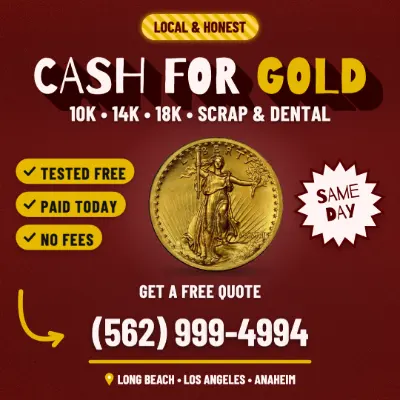 LOCAL & HONEST
CASH FOR GOLD
10K • 14K • 18K • SCRAP & DENTAL
TESTED FREE
PAID TODAY
NO FEES
LIBERTY
SAME
DAY
GET A FREE QUOTE
(562) 999-4994
LONG BEACH • LOS ANGELES • ANAHEIM